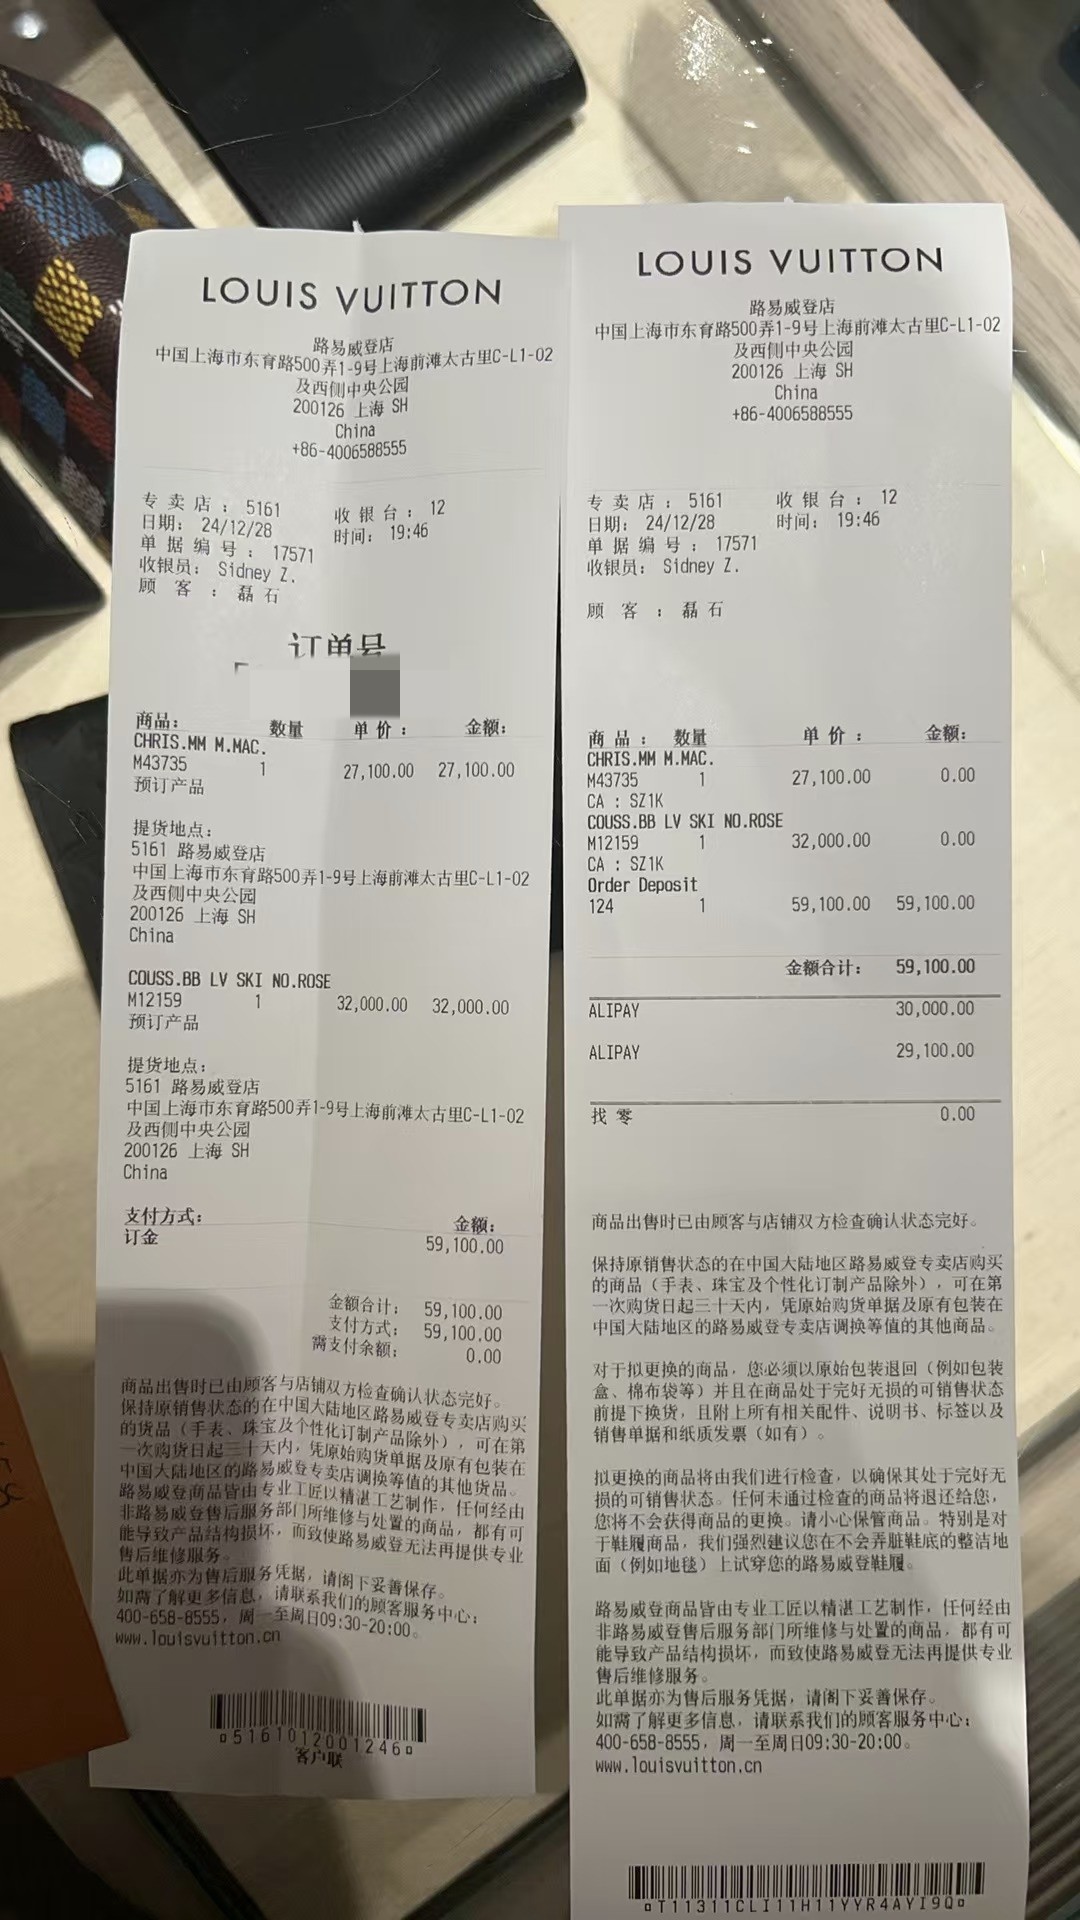 LOUIS VUITTON
路易威登店
中国上海市东育路500弄1-9号上海前滩太古里C-L1-02
及西侧中央公园
200126 上海 SH
China
+86-4006588555
专卖店：5161 收银台：12
日期： 24/12/28 时间： 19:46
单据编号：17571
收银员： Sidney Z.
顾客：磊石
订单号
商品： 数量 单价： 金额：
CHRIS.MM M.MAC.
M43735 1 27,100.00 27,100.00
预订产品
提货地点：
5161 路易威登店
中国上海市东育路500弄1-9号上海前滩太古里C-L1-02
及西侧中央公园
200126 上海 SH
China
COUSS.BB LV SKI NO.ROSE
M12159 1 32,000.00 32,000.00
预订产品
提货地点：
5161 路易威登店
中国上海市东育路500弄1-9号上海前滩太古里C-L1-02
及西侧中央公园
200126 上海 SH
China
支付方式： 金额：
订金 59,100.00
金额合计： 59,100.00
支付方式： 59,100.00
需支付余额： 0.00
商品出售时已由顾客与店铺双方检查确认状态完好。
保持原销售状态的在中国大陆地区路易威登专卖店购买
的货品（手表、珠宝及个性化订制产品除外），可在第
一次购货日起三十天内，凭原始购货单据及原有包装在
中国大陆地区的路易威登专卖店调换等值的其他货品。
路易威登商品皆由专业工匠以精湛工艺制作，任何经由
非路易威登售后服务部门所维修与处置的商品，都有可
能导致产品结构损坏，而致使路易威登无法再提供专业
售后维修服务。
此单据亦为售后服务凭据，请阁下妥善保存。
如需了解更多信息，请联系我们的顾客服务中心：
400-658-8555，周一至周日09:30-20:00。
www.louisvuitton.cn
¤5161012001246¤
客户联
LOUIS VUITTON
路易威登店
中国上海市东育路500弄1-9号上海前滩太古里C-L1-02
及西侧中央公园
200126 上海 SH
China
+86-4006588555
专卖店：5161 收银台：12
日期： 24/12/28 时间： 19:46
单据编号：17571
收银员： Sidney Z.
顾客：磊石
商品：数量 单价： 金额：
CHRIS.MM M.MAC.
M43735 1 27,100.00 0.00
CA : SZ1K
COUSS.BB LV SKI NO.ROSE
M12159 1 32,000.00 0.00
CA : SZ1K
Order Deposit
124 1 59,100.00 59,100.00
金额合计： 59,100.00
ALIPAY 30,000.00
ALIPAY 29,100.00
找零 0.00
商品出售时已由顾客与店铺双方检查确认状态完好。
保持原销售状态的在中国大陆地区路易威登专卖店购买
的商品（手表、珠宝及个性化订制产品除外），可在第
一次购货日起三十天内，凭原始购货单据及原有包装在
中国大陆地区的路易威登专卖店调换等值的其他商品。
对于拟更换的商品，您必须以原始包装退回（例如包装
盒、棉布袋等）并且在商品处于完好无损的可销售状态
前提下换货，且附上所有相关配件、说明书、标签以及
销售单据和纸质发票（如有）。
拟更换的商品将由我们进行检查，以确保其处于完好无
损的可销售状态。任何未通过检查的商品将退还给您，
您将不会获得商品的更换。请小心保管商品。特别是对
于鞋履商品，我们强烈建议您在不会弄脏鞋底的整洁地
面（例如地毯）上试穿您的路易威登鞋履。
路易威登商品皆由专业工匠以精湛工艺制作，任何经由
非路易威登售后服务部门所维修与处置的商品，都有可
能导致产品结构损坏，而致使路易威登无法再提供专业
售后维修服务。
此单据亦为售后服务凭据，请阁下妥善保存。
如需了解更多信息，请联系我们的顾客服务中心：
400-658-8555，周一至周日09:30-20:00。
www.louisvuitton.cn
¤T11311CLI11H11YYR4AYI9Q¤